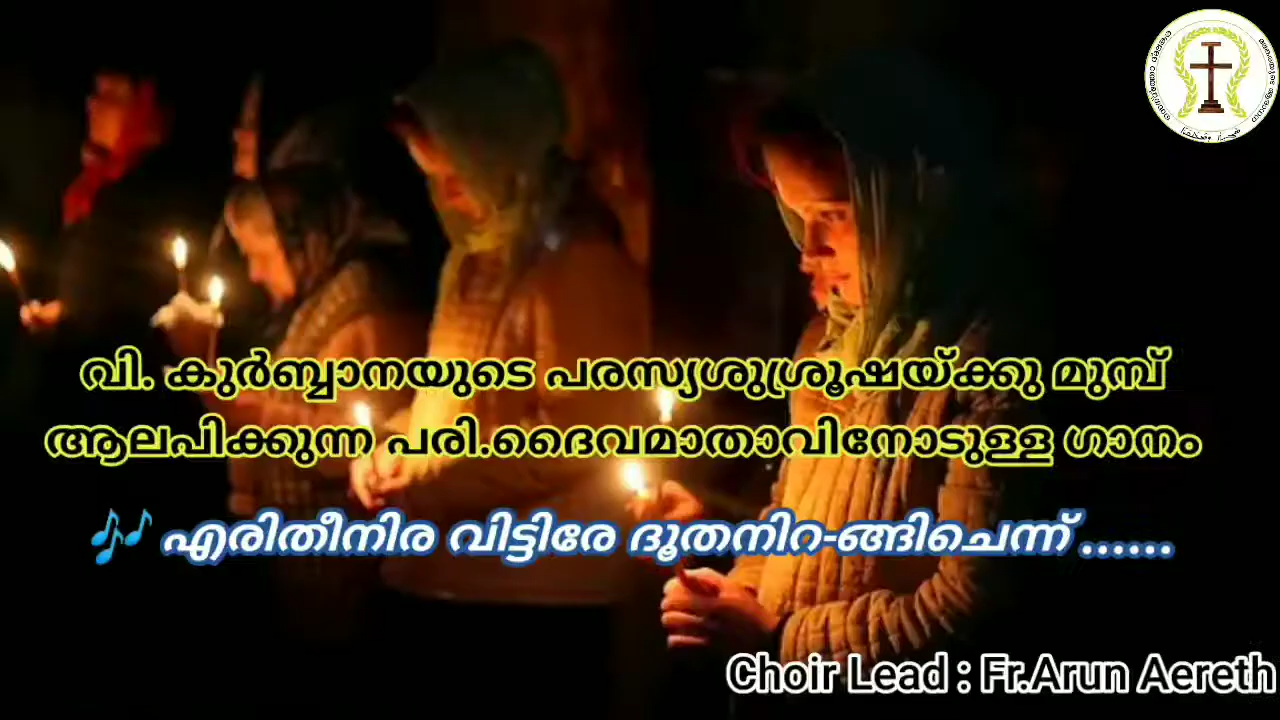 വി. കുർബ്ബാനയുടെ പരസ്യശുശ്രൂഷയ്ക്കു മുമ്പ്
ആലപിക്കുന്ന പരി.ദൈവമാതാവിനോടുള്ള ഗാനം
എരിതീനിര വിട്ടിരേ ദൂതനിറ-ങ്ങിചെന്ന് ......
Choir Lead : Fr.Arun Aereth